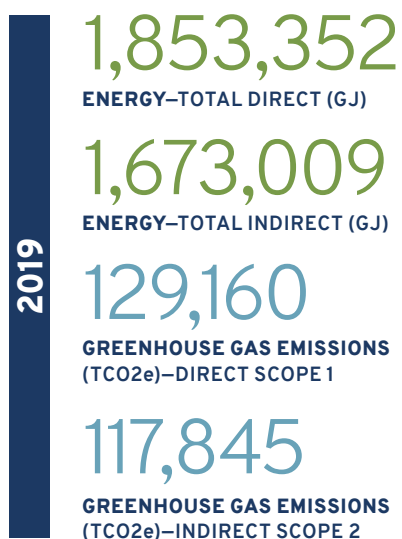 2019
1,853,352
ENERGY–TOTAL DIRECT (GJ)
1,673,009
ENERGY–TOTAL INDIRECT (GJ)
129,160
GREENHOUSE GAS EMISSIONS
(TCO2e)–DIRECT SCOPE 1
117,845
GREENHOUSE GAS EMISSIONS
(TCO2e)–INDIRECT SCOPE 2